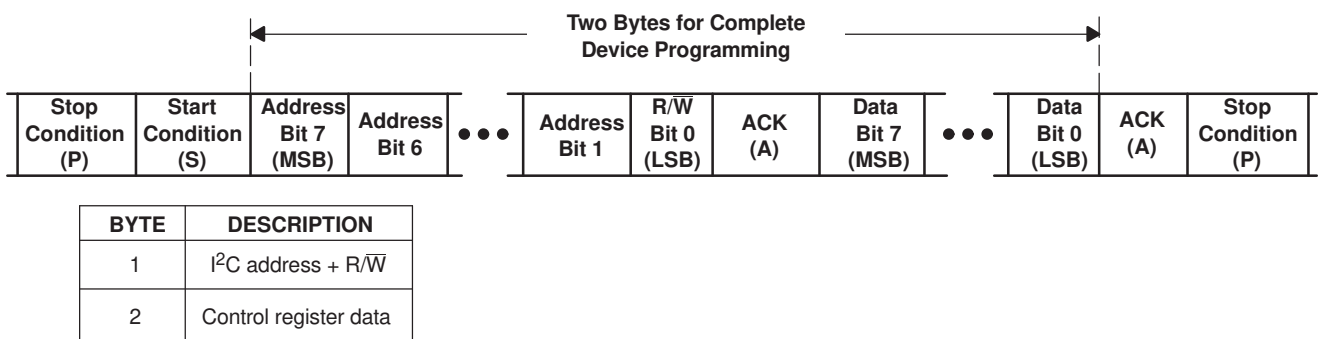 Two Bytes for Complete
Device Programming
Stop Condition (P) Start Condition (S) Address Bit 7 (MSB) Address Bit 6 ••• Address Bit 1 R/W̅ Bit 0 (LSB) ACK (A) Data Bit 7 (MSB) ••• Data Bit 0 (LSB) ACK (A) Stop Condition (P)
BYTE DESCRIPTION
1 I²C address + R/W̅
2 Control register data